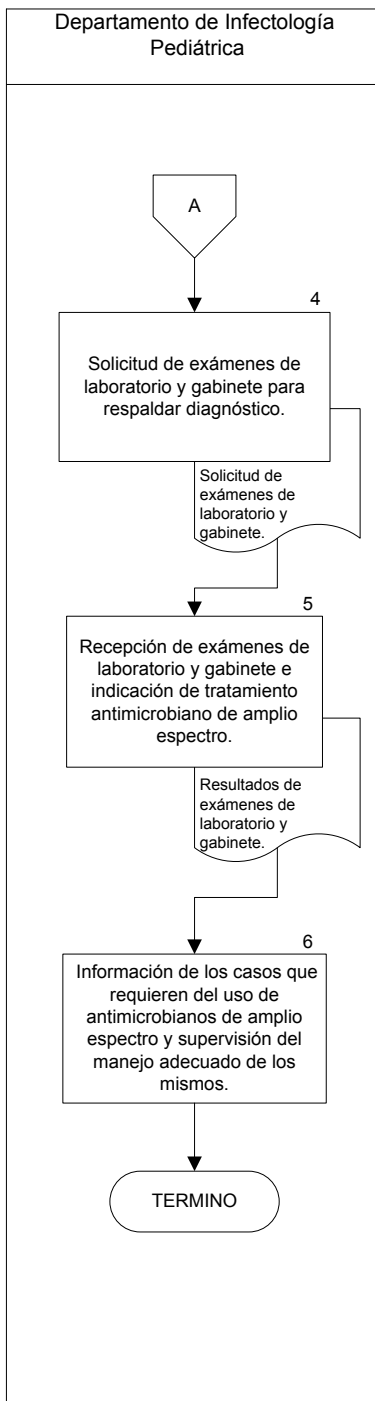 Departamento de Infectología
Pediátrica
A
4
Solicitud de exámenes de
laboratorio y gabinete para
respaldar diagnóstico.
Solicitud de
exámenes de
laboratorio y
gabinete.
5
Recepción de exámenes de
laboratorio y gabinete e
indicación de tratamiento
antimicrobiano de amplio
espectro.
Resultados de
exámenes de
laboratorio y
gabinete.
6
Información de los casos que
requieren del uso de
antimicrobianos de amplio
espectro y supervisión del
manejo adecuado de los
mismos.
TERMINO